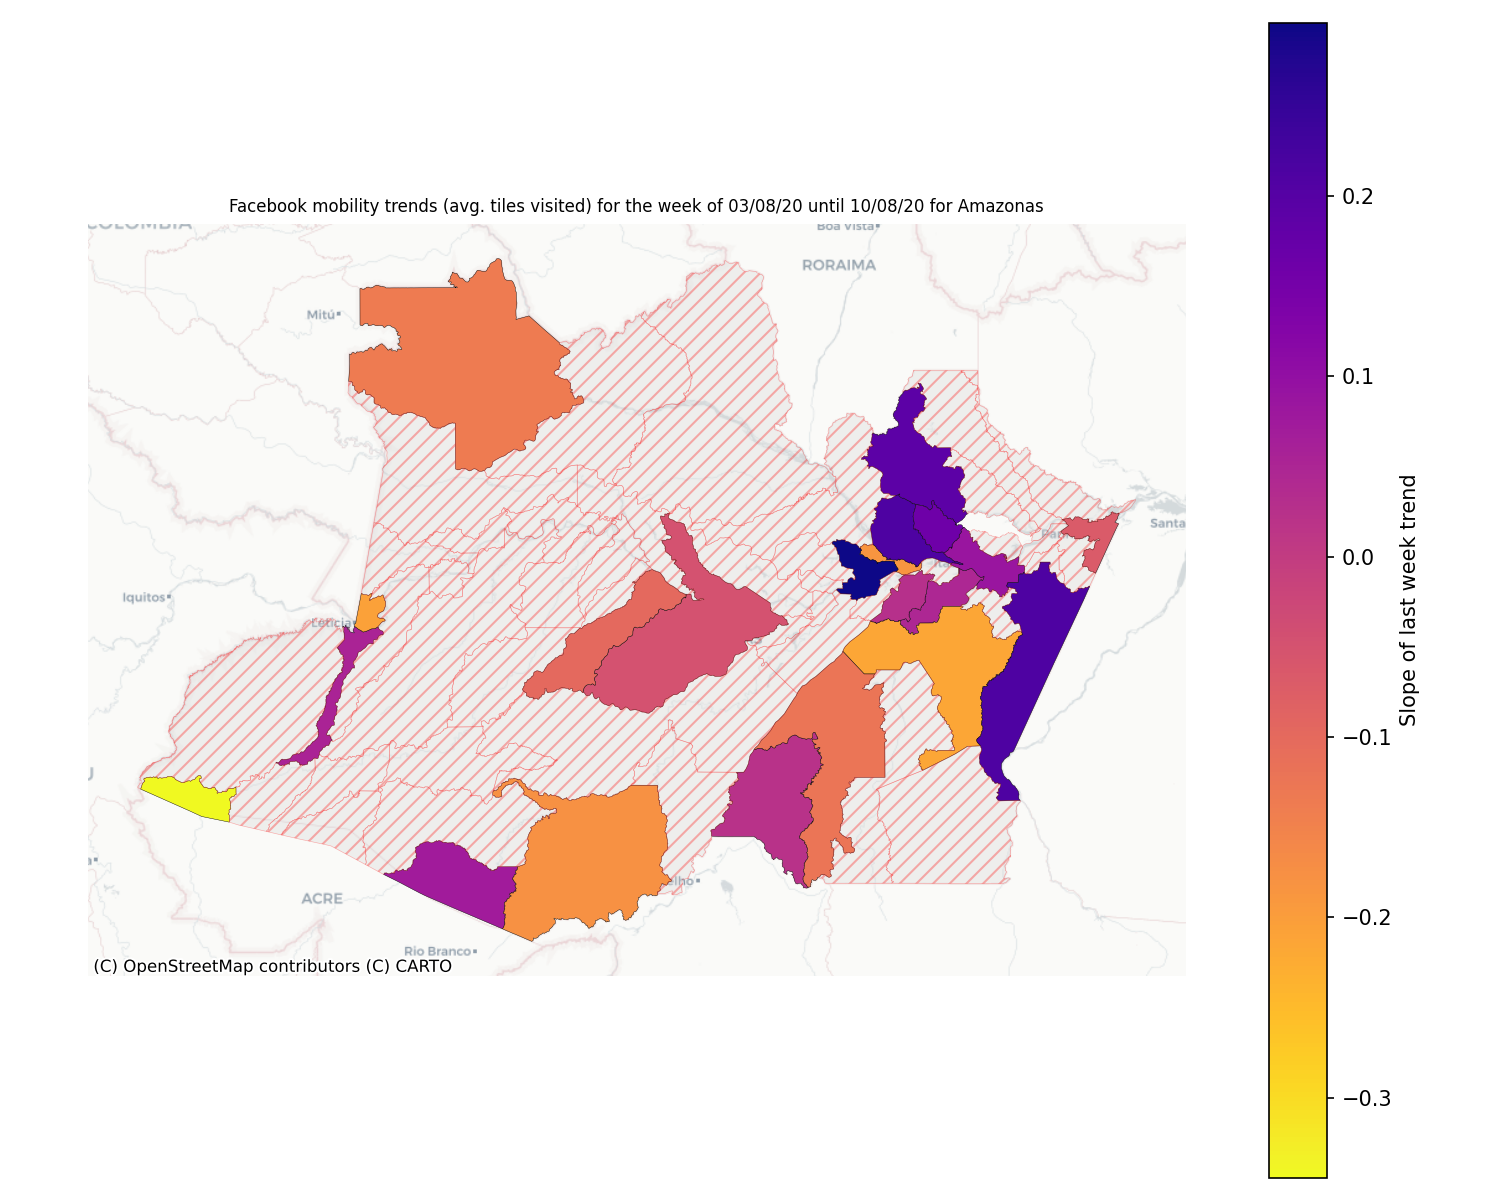 Facebook mobility trends (avg. tiles visited) for the week of 03/08/20 until 10/08/20 for Amazonas
COLOMBIA
Boa Vista
RORAIMA
Mitú
Santa
Iquitos
Leticia
ACRE
Rio Branco
(C) OpenStreetMap contributors (C) CARTO
0.2
0.1
0.0
−0.1
−0.2
−0.3
Slope of last week trend